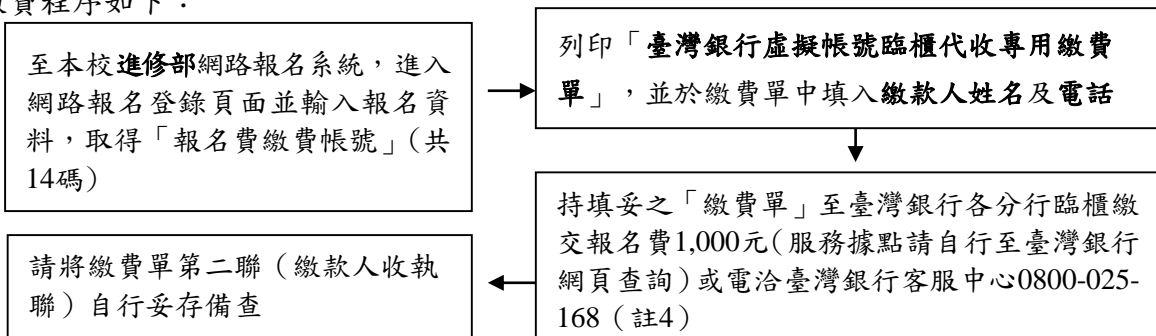 繳費程序如下：
至本校進修部網路報名系統，進入
網路報名登錄頁面並輸入報名資
料，取得「報名費繳費帳號」（共
14碼）
列印「臺灣銀行虛擬帳號臨櫃代收專用繳費
單」，並於繳費單中填入繳款人姓名及電話
持填妥之「繳費單」至臺灣銀行各分行臨櫃繳
交報名費1,000元（服務據點請自行至臺灣銀行
網頁查詢）或電洽臺灣銀行客服中心0800-025-
168（註4）
請將繳費單第二聯（繳款人收執
聯）自行妥存備查